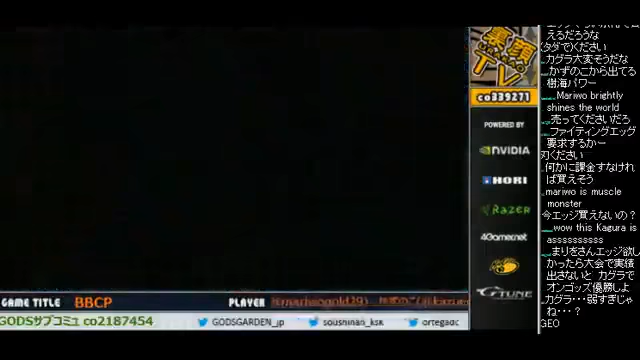 TV
co339271
POWERED BY
NVIDIA
HORI
RAZER
4Gamer.net
G-TUNE
えるだろうな
(タダで)ください
カグラ大変そうだな
かずのこから出てる
樹海パワー
Mariwo brightly
shines the world
売ってくださいだろ
ファイティングエッグ
要求するかー
刃ください
何かに課金すなけれ
ば買えそう
mariwo is muscle
monster
今エッジ買えないの？
wow this Kagura is
assssssssss
まりをさんエッジ欲し
かったら大会で実績
出さないと カグラで
オンゴッズ優勝しよ
カグラ・・・弱すぎじゃ
ね・・・？
GEO
GAME TITLE BBCP PLAYER
GODSサブコミュ co2187454 GODSGARDEN_jp soushihan_ksk ortegadc